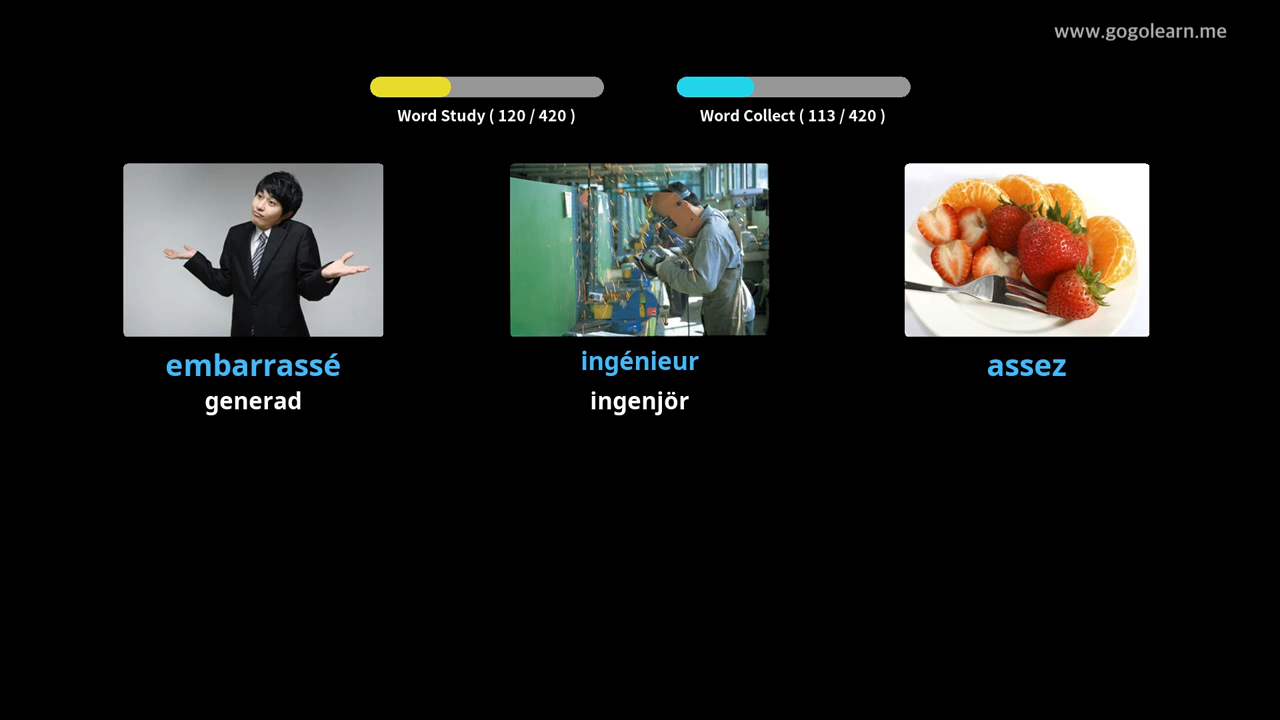 www.gogolearn.me
Word Study ( 120 / 420 )
Word Collect ( 113 / 420 )
embarrassé
generad
ingénieur
ingenjör
assez